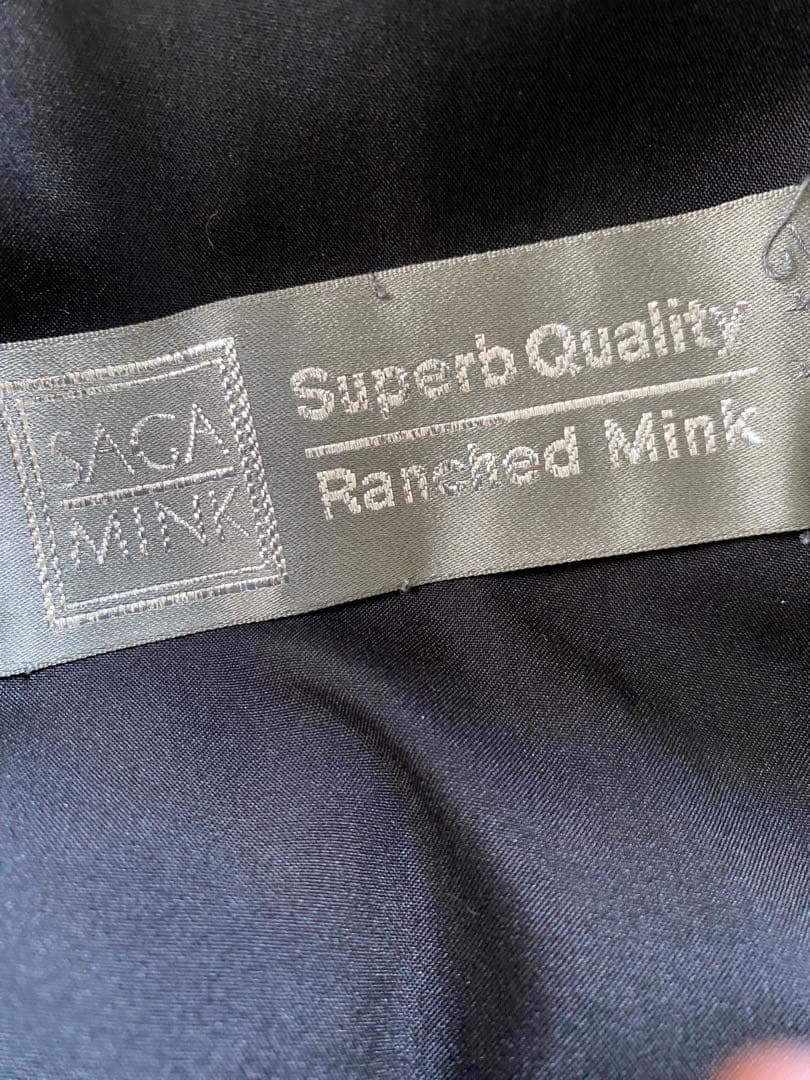 SAGA
MINK
Superb Quality
Ranched Mink